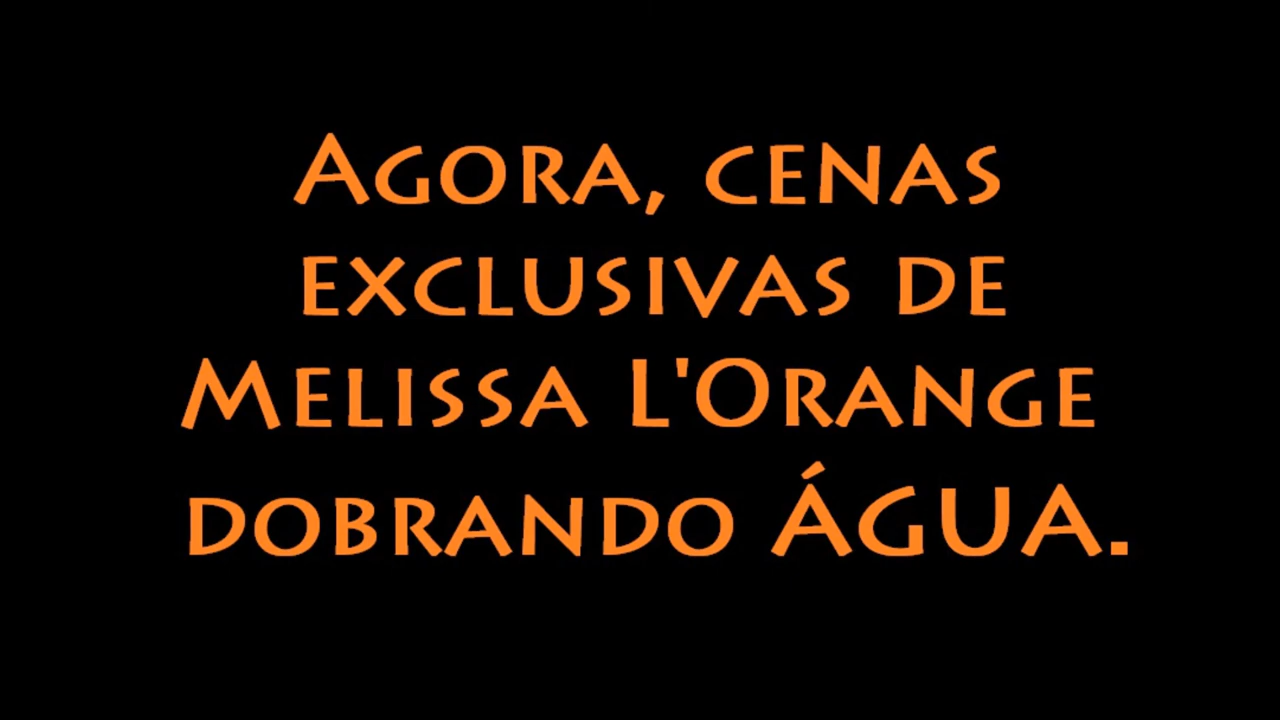 Agora, cenas
exclusivas de
Melissa L'Orange
dobrando ÁGUA.